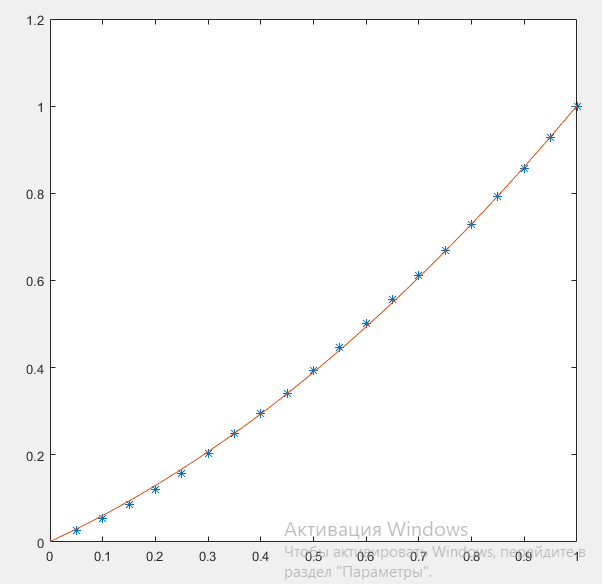 1.2
1
0.8
0.6
0.4
0.2
0
0 0.1 0.2 0.3 0.4 0.5 0.6 0.7 0.8 0.9 1
Активация Windows
Чтобы активировать Windows, перейдите в
раздел "Параметры".